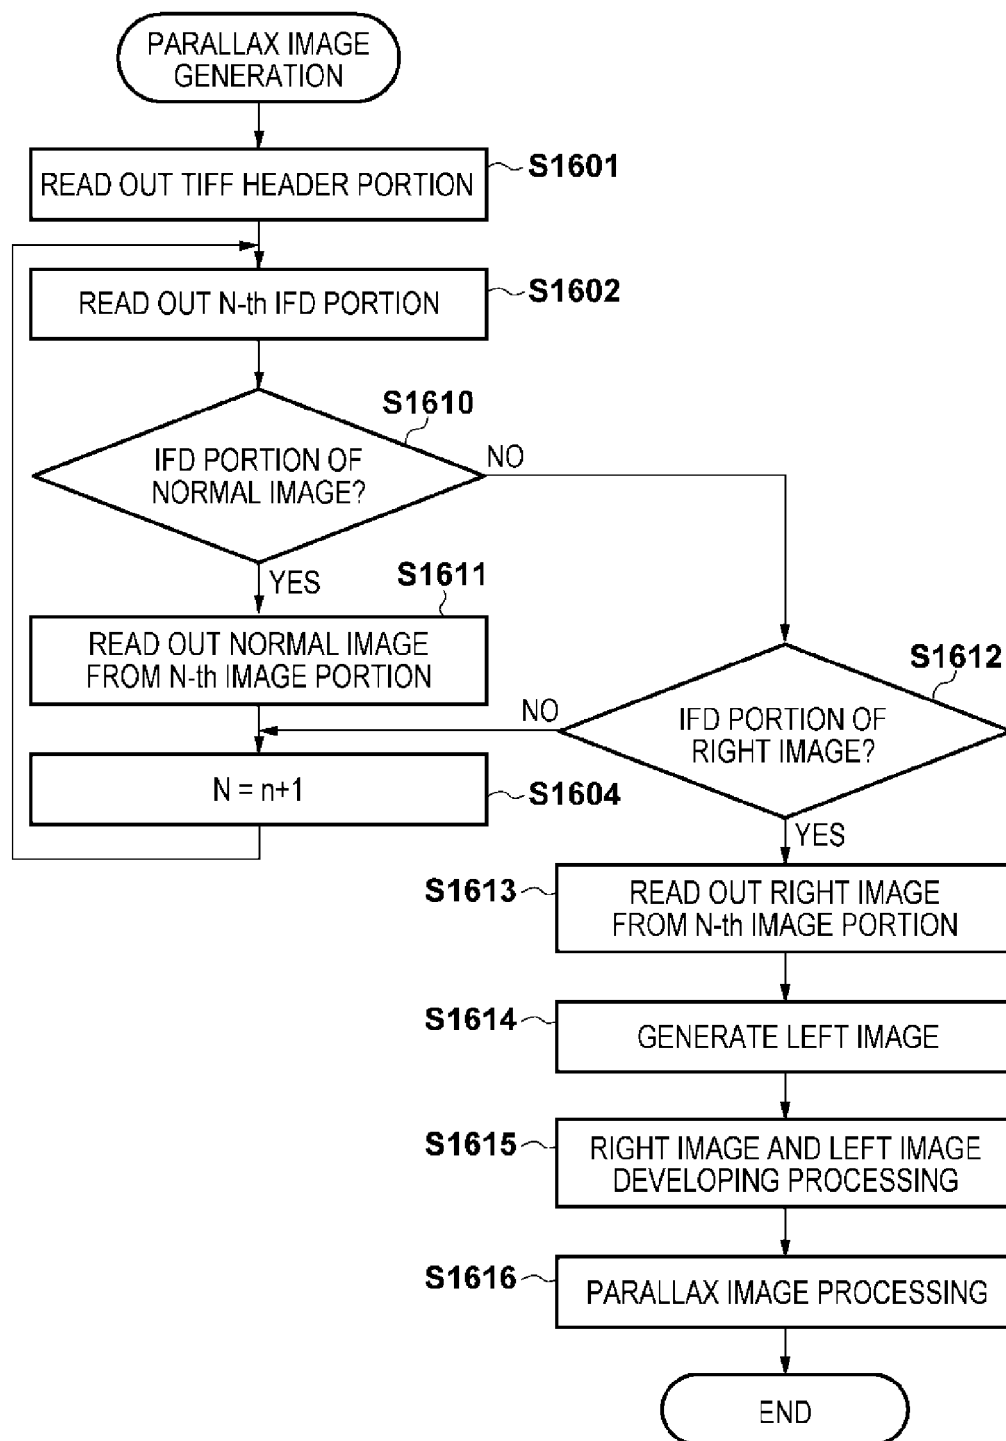 PARALLAX IMAGE
GENERATION
READ OUT TIFF HEADER PORTION
S1601
READ OUT N-th IFD PORTION
S1602
S1610
IFD PORTION OF
NORMAL IMAGE?
NO
YES
S1611
READ OUT NORMAL IMAGE
FROM N-th IMAGE PORTION
S1612
IFD PORTION OF
RIGHT IMAGE?
NO
YES
N = n+1
S1604
S1613
READ OUT RIGHT IMAGE
FROM N-th IMAGE PORTION
S1614
GENERATE LEFT IMAGE
S1615
RIGHT IMAGE AND LEFT IMAGE
DEVELOPING PROCESSING
S1616
PARALLAX IMAGE PROCESSING
END